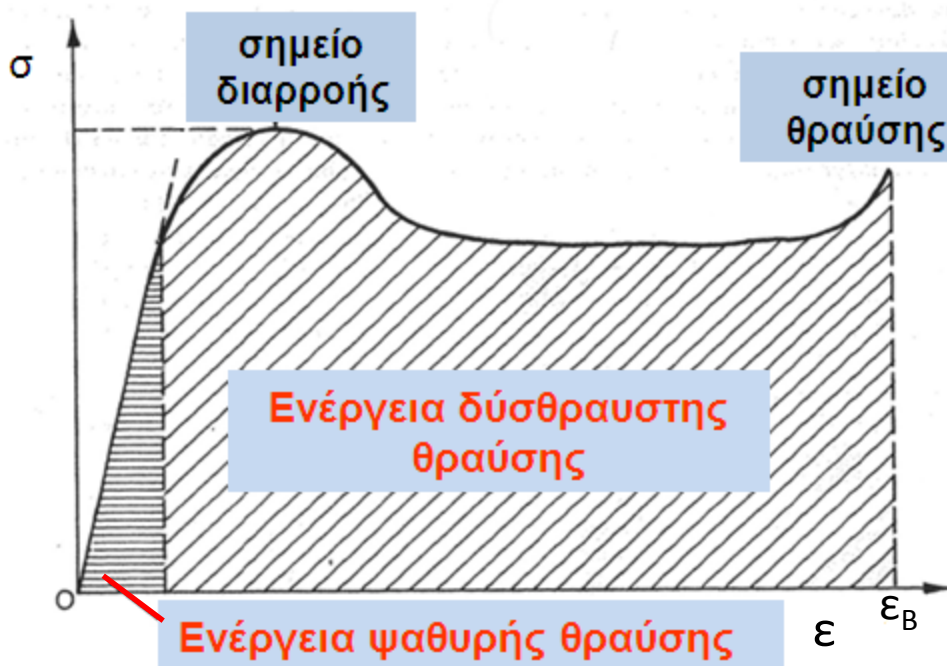 σ
σημείο
διαρροής
σημείο
θραύσης
Ενέργεια δύσθραυστης
θραύσης
O
Ενέργεια ψαθυρής θραύσης
ε
εB